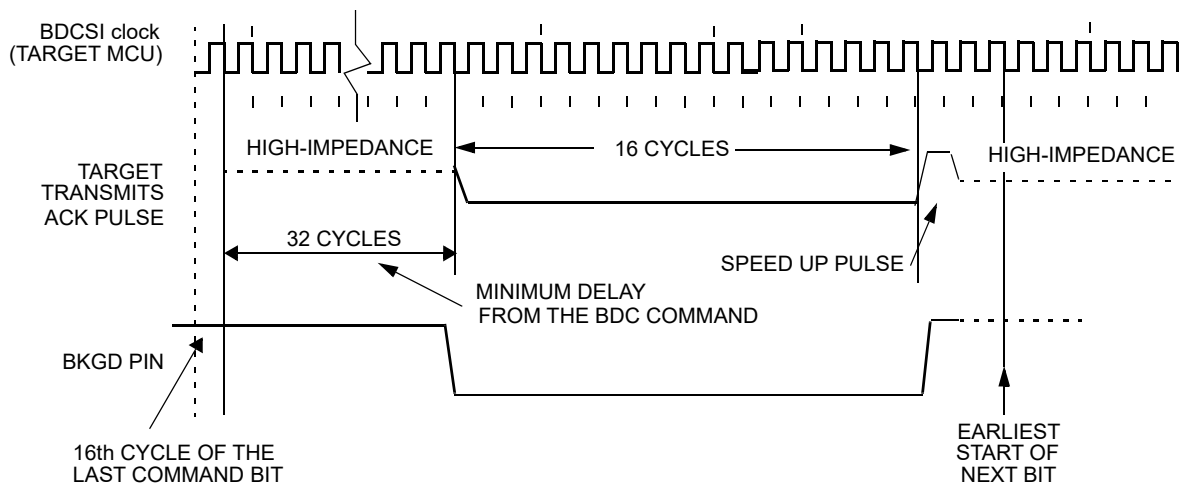 BDCSI clock
(TARGET MCU)
HIGH-IMPEDANCE
16 CYCLES
HIGH-IMPEDANCE
TARGET
TRANSMITS
ACK PULSE
32 CYCLES
SPEED UP PULSE
MINIMUM DELAY
FROM THE BDC COMMAND
BKGD PIN
16th CYCLE OF THE
LAST COMMAND BIT
EARLIEST
START OF
NEXT BIT